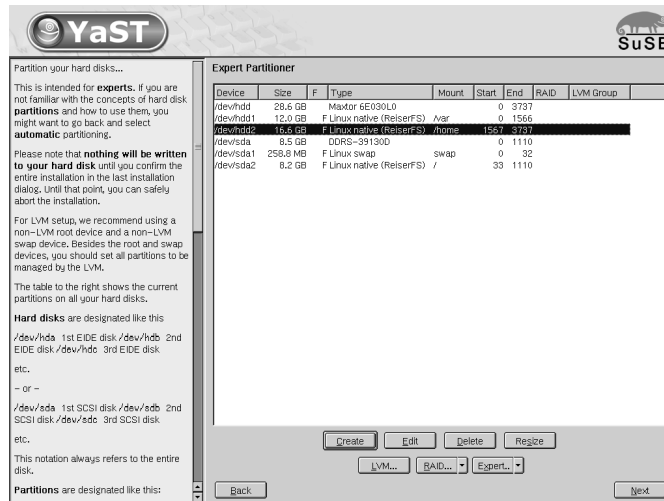 YaST
SuSE
Partition your hard disks...
This is intended for experts. If you are
not familiar with the concepts of hard disk
partitions and how to use them, you
might want to go back and select
automatic partitioning.
Please note that nothing will be written
to your hard disk until you confirm the
entire installation in the last installation
dialog. Until that point, you can safely
abort the installation.
For LVM setup, we recommend using a
non-LVM root device and a non-LVM
swap device. Besides the root and swap
devices, you should set all partitions to be
managed by the LVM.
The table to the right shows the current
partitions on all your hard disks.
Hard disks are designated like this
/dev/hda 1st EIDE disk /dev/hdb 2nd
EIDE disk /dev/hdc 3rd EIDE disk
etc.
- or -
/dev/sda 1st SCSI disk /dev/sdb 2nd
SCSI disk /dev/sdc 3rd SCSI disk
etc.
This notation always refers to the entire
disk.
Partitions are designated like this:
Expert Partitioner
Device Size F Type Mount Start End RAID LVM Group
/dev/hdd 28.6 GB Maxtor 6E030L0 0 3737
/dev/hdd1 12.0 GB F Linux native (ReiserFS) /var 0 1566
/dev/hdd2 16.6 GB F Linux native (ReiserFS) /home 1567 3737
/dev/sda 8.5 GB DDRS-39130D 0 1110
/dev/sda1 258.8 MB F Linux swap swap 0 32
/dev/sda2 8.2 GB F Linux native (ReiserFS) / 33 1110
Create Edit Delete Resize
LVM... RAID... Expert..
Back Next